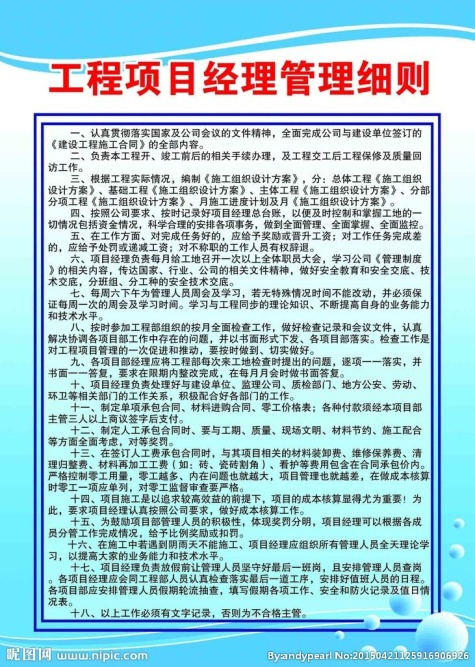 工程项目经理管理细则
一、认真贯彻落实国家及公司会议的文件精神，全面完成公司与建设单位签订的
《建设工程施工合同》的全部内容。
二、负责本工程开、竣工前后的相关手续办理，及工程交工后工程保修及质量回
访工作。
三、根据工程实际情况，编制《施工组织设计方案》，分：总体工程《施工组织
设计方案》、基础工程《施工组织设计方案》、主体工程《施工组织设计方案》、分部
分项工程《施工组织设计方案》、月施工进度计划及月《施工组织设计方案》。
四、按照公司要求、按时记录好项目经理总台账，以便及时控制和掌握工地的一
切情况包括资金情况，科学合理的安排各项事务，做到全面管理、全面掌握、全面监控。
五、在工作方面、对完成任务好的，应给予奖励或晋升工资；对工作任务完成差
的，应给予处罚或适减工资；对不称职的工作人员有权辞退。
六、项目经理负责每月给工地召开一次以上全体职员大会，学习公司《管理制度
》的相关内容，传达国家、行业、公司的相关文件精神，做好安全教育和安全交底、技
术交底，分班组、分工种的安全技术交底。
七、每周六下午为管理人员周会及学习，若无特殊情况时间不能改动，并必须保
证每周一次的周会及学习时间。学习与工程同步的理论知识、不断提高自身的业务能力
和技术水平。
八、按时参加工程部组织的按月全面检查工作，做好检查记录和会议文件，认真
解决协调各项目部工作中存在的问题，并以书面形式下发、各项目部落实。检查工作是
对工程项目管理的一次促进和推动，要按时做到、切实做好。
九、各项目部经理应将工程部每次来工地检查时提出的问题，逐项一一落实，并
书面一一答复，要求在限期内整改完成，在每月月会时做书面答复。
十、项目经理负责处理好与建设单位、监理公司、质检部门、地方公安、劳动、
环卫等相关部门的工作关系，积极配合好各部门的工作。
十一、制定单项承包合同、材料进购合同、零工价格表；各种付款须经本项目部
主管三人以上商议签字后支付。
十二、制定人工承包合同时、要与工期、质量、现场文明、材料节约、施工配合
等方面全面考虑，对等奖罚。
十三、在签订人工费承包合同时，与其项目相关的材料装卸费、维修保养费、清
理归整费、材料再加工工费（如：砖、瓷砖割角）、看护等费用包含在合同承包价内。
严格控制零工用量，零工越多、内在问题也就越大，项目管理也就越差，在做成本核算
时零工一项应单列，对零工监督审查要严格。
十四、项目施工是以追求较高效益的前提下，项目的成本核算显得尤为重要！为
此，要求项目经理认真按照公司要求，做好成本核算工作。
十五、为鼓励项目部管理人员的积极性，体现奖罚分明，项目经理可以根据各成
员分管工作完成情况，给予比例奖励或扣罚；
十六、在施工中若遇到阴雨天不能施工、项目经理应组织所有管理人员全天理论学
习，以提高大家的业务能力和技术水平。
十七、项目经理负责放假前让管理人员坚守好最后一班岗，且安排管理人员查岗
。各项目经理应会同工程部人员认真检查落实最后一道工序，安排好值班人员的日程。
各项目部应安排管理人员假期轮流抽查，填写假期各项工作、安全和防火记录及值日情
况表。
十八、以上工作必须有文字记录，否则为不合格主管。
昵图网 www.nipic.com
Byandypearl No:20150421125916906926